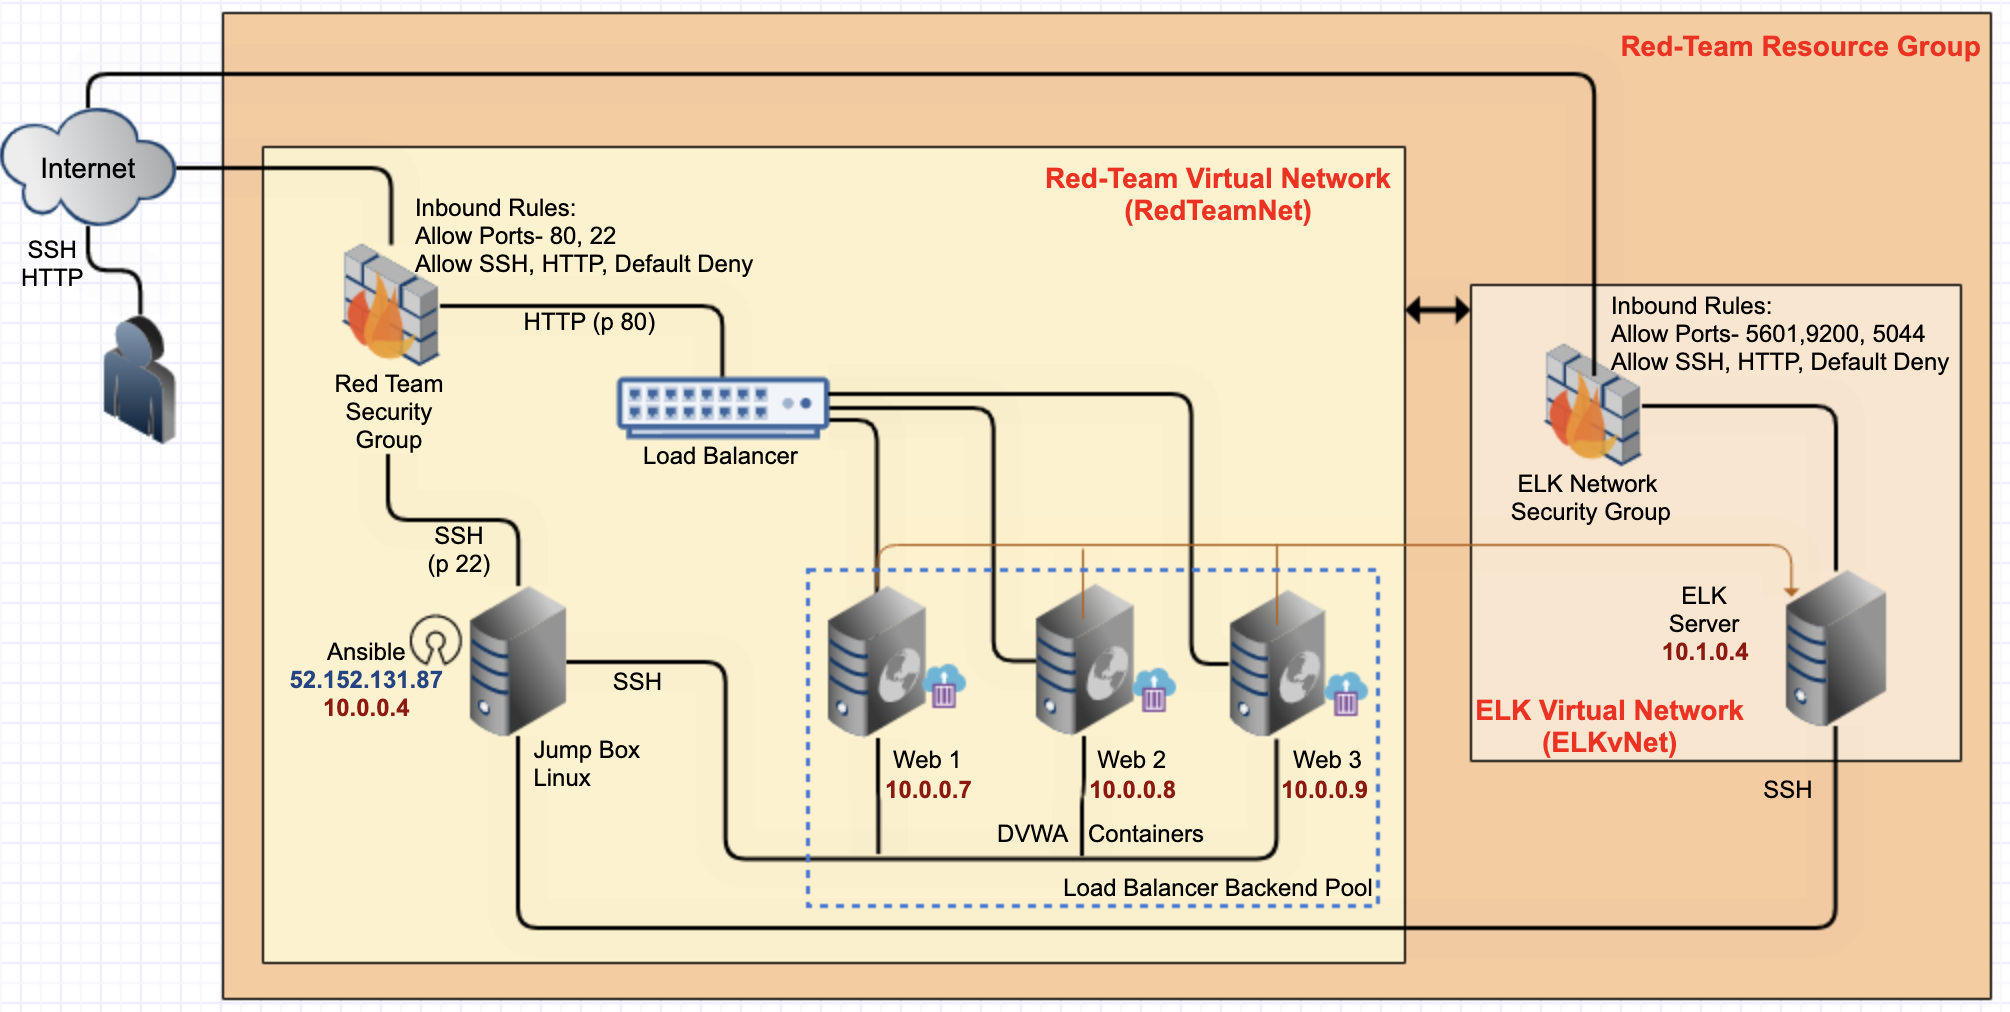 Red-Team Resource Group
Internet
SSH
HTTP
Red-Team Virtual Network
(RedTeamNet)
Inbound Rules:
Allow Ports- 80, 22
Allow SSH, HTTP, Default Deny
HTTP (p 80)
Red Team
Security
Group
Load Balancer
SSH
(p 22)
Ansible
52.152.131.87
10.0.0.4
SSH
Jump Box
Linux
Web 1
10.0.0.7
Web 2
10.0.0.8
Web 3
10.0.0.9
DVWA Containers
Load Balancer Backend Pool
Inbound Rules:
Allow Ports- 5601,9200, 5044
Allow SSH, HTTP, Default Deny
ELK Network
Security Group
ELK
Server
10.1.0.4
ELK Virtual Network
(ELKvNet)
SSH